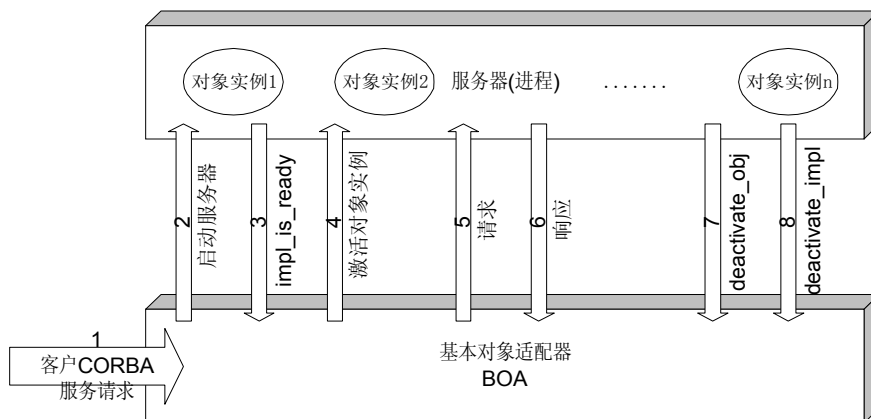 对象实例1
对象实例2
服务器(进程)
.......
对象实例n
2
启动服务器
3
impl_is_ready
4
激活对象实例
5
请求
6
响应
7
deactivate_obj
8
deactivate_impl
1
客户CORBA
服务请求
基本对象适配器
BOA